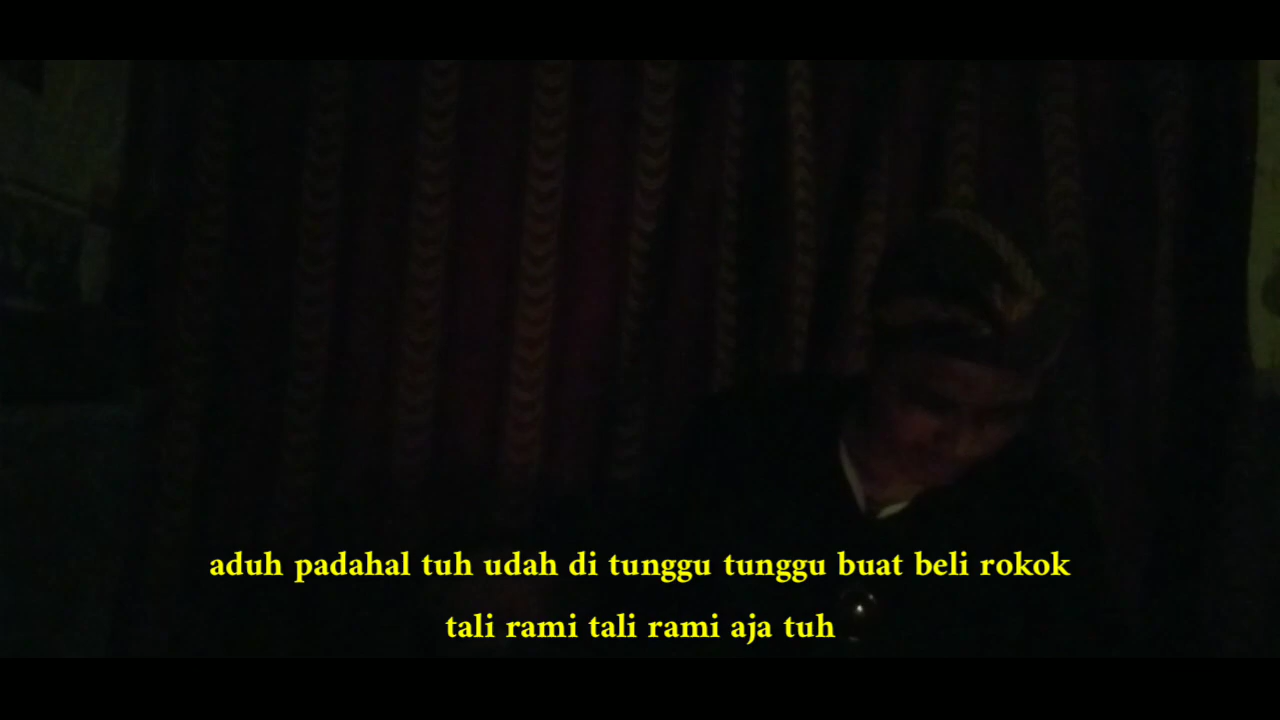 aduh padahal tuh udah di tunggu tunggu buat beli rokok
tali rami tali rami aja tuh